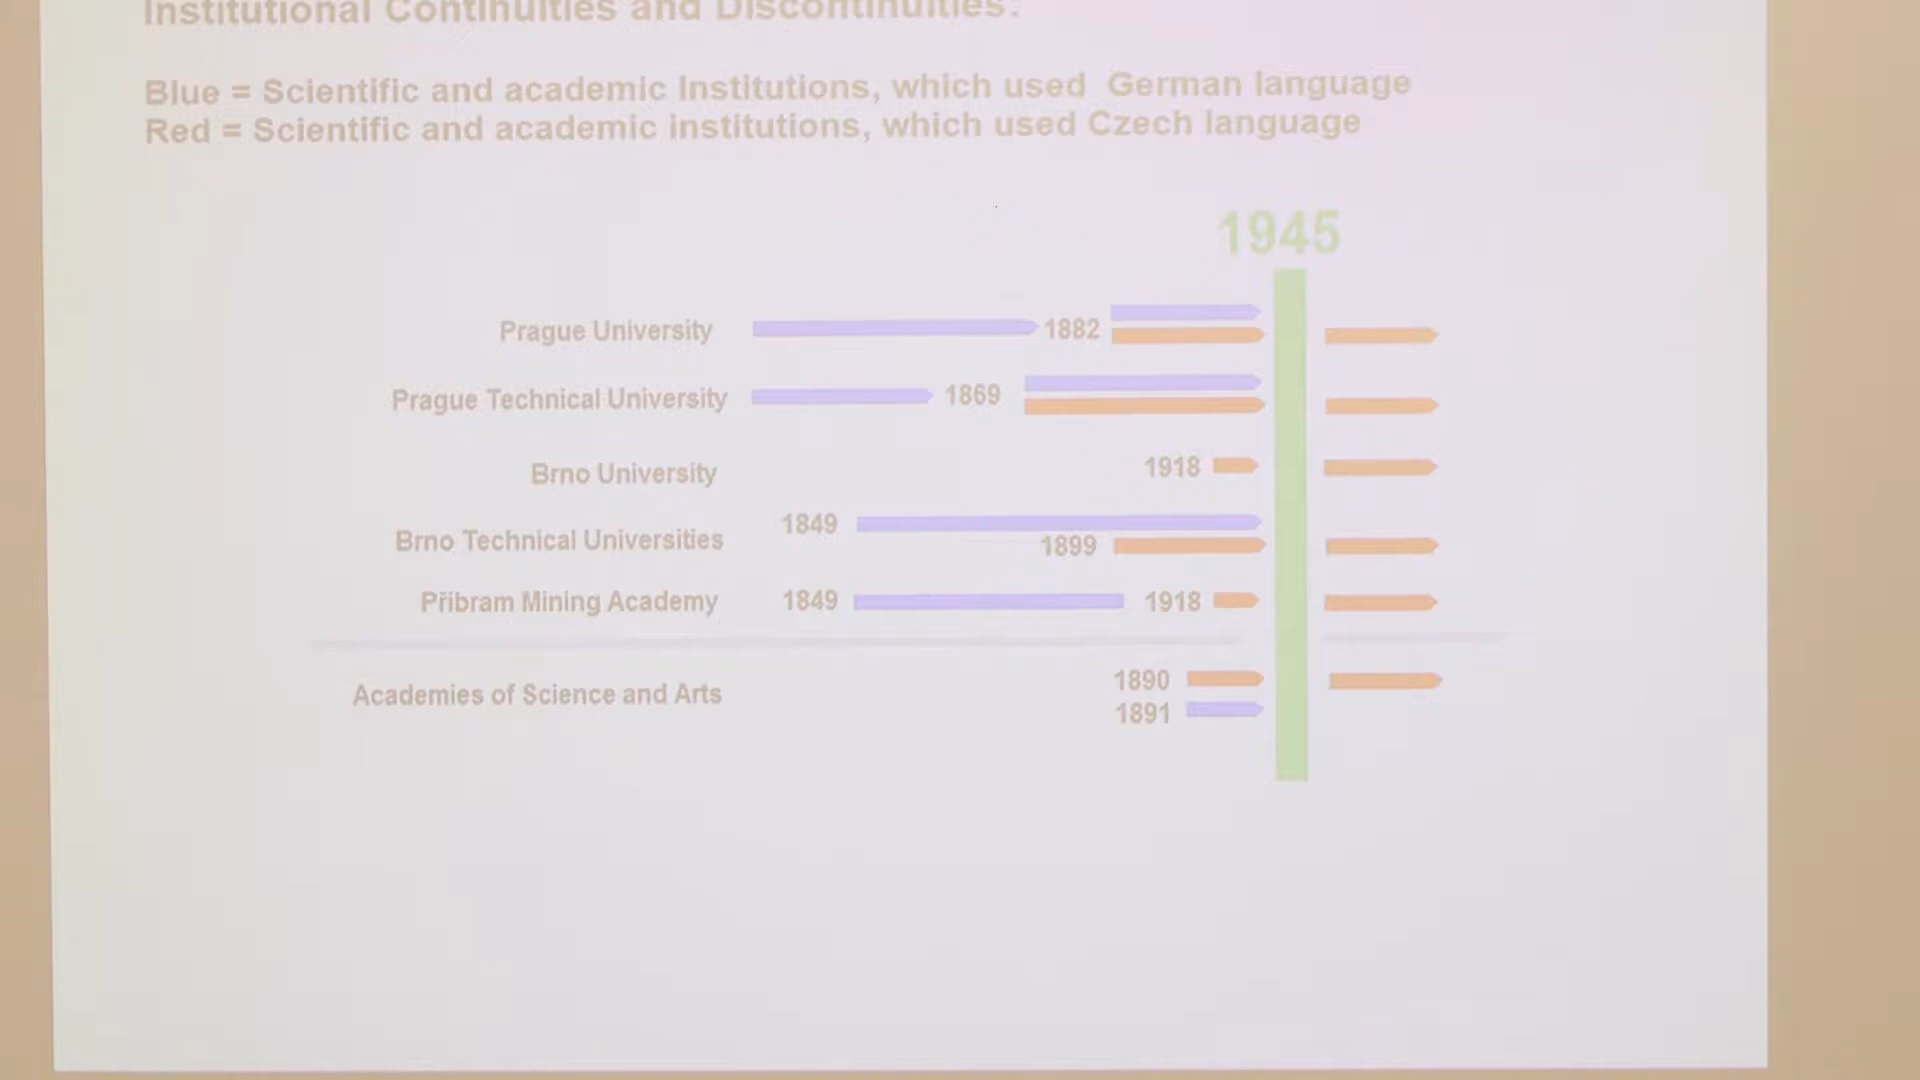 Institutional Continuities and Discontinuities:
Blue = Scientific and academic Institutions, which used German language
Red = Scientific and academic institutions, which used Czech language
1945
Prague University 1882
Prague Technical University 1869
Brno University 1918
Brno Technical Universities 1849 1899
Přibram Mining Academy 1849 1918
Academies of Science and Arts 1890 1891